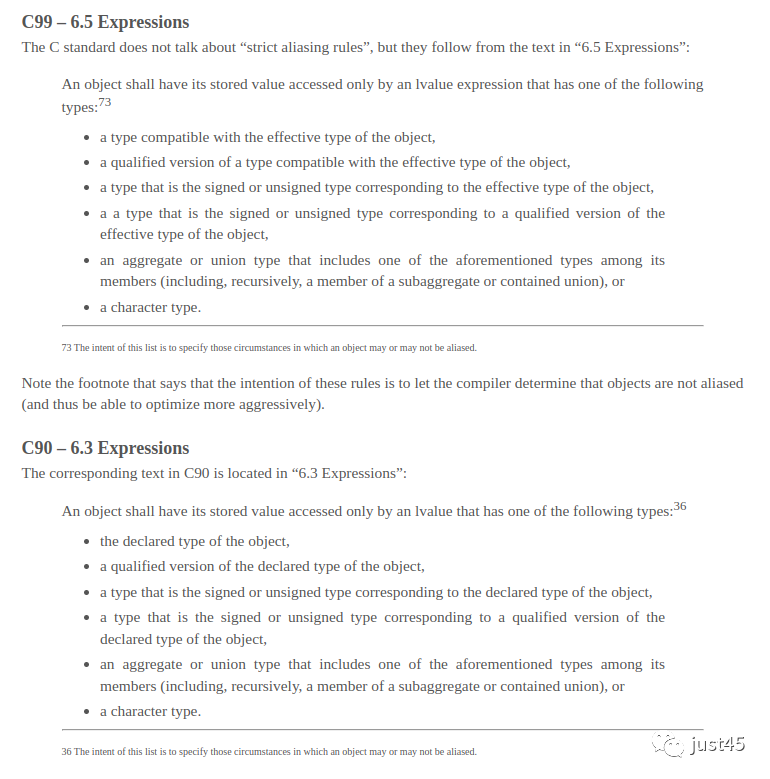 C99 – 6.5 Expressions
The C standard does not talk about “strict aliasing rules”, but they follow from the text in “6.5 Expressions”:
An object shall have its stored value accessed only by an lvalue expression that has one of the following
types:73
• a type compatible with the effective type of the object,
• a qualified version of a type compatible with the effective type of the object,
• a type that is the signed or unsigned type corresponding to the effective type of the object,
• a a type that is the signed or unsigned type corresponding to a qualified version of the
effective type of the object,
• an aggregate or union type that includes one of the aforementioned types among its
members (including, recursively, a member of a subaggregate or contained union), or
• a character type.
73 The intent of this list is to specify those circumstances in which an object may or may not be aliased.
Note the footnote that says that the intention of these rules is to let the compiler determine that objects are not aliased
(and thus be able to optimize more aggressively).
C90 – 6.3 Expressions
The corresponding text in C90 is located in “6.3 Expressions”:
An object shall have its stored value accessed only by an lvalue that has one of the following types:36
• the declared type of the object,
• a qualified version of the declared type of the object,
• a type that is the signed or unsigned type corresponding to the declared type of the object,
• a type that is the signed or unsigned type corresponding to a qualified version of the
declared type of the object,
• an aggregate or union type that includes one of the aforementioned types among its
members (including, recursively, a member of a subaggregate or contained union), or
• a character type.
36 The intent of this list is to specify those circumstances in which an object may or may not be aliased.
just45